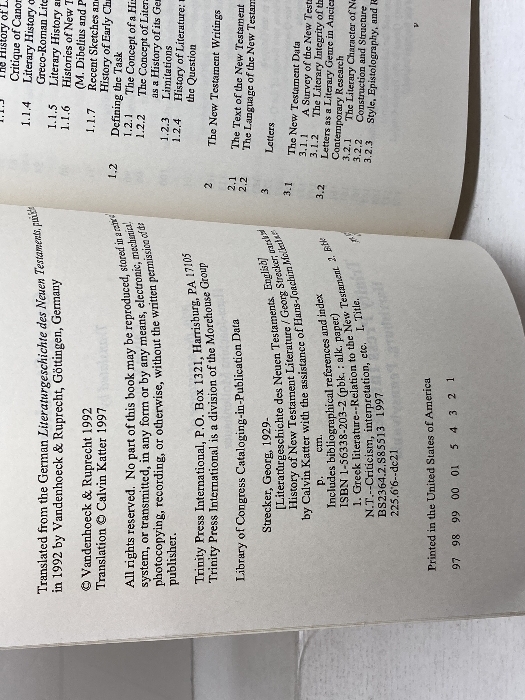 Translated from the German Literaturgeschichte des Neuen Testaments,
in 1992 by Vandenhoeck & Ruprecht, Göttingen, Germany
© Vandenhoeck & Ruprecht 1992
Translation © Calvin Katter 1997
All rights reserved. No part of this book may be reproduced, stored in a
system, or transmitted, in any form or by any means, electronic, mechanical,
photocopying, recording, or otherwise, without the written permission of the
publisher.
Trinity Press International, P.O. Box 1321, Harrisburg, PA 17105
Trinity Press International is a division of the Morehouse Group
Library of Congress Cataloging-in-Publication Data
Strecker, Georg, 1929-
[Literaturgeschichte des Neuen Testaments. English]
History of New Testament Literature / Georg Strecker,
by Calvin Katter with the assistance of Hans-Joachim
p. cm.
Includes bibliographical references and index
ISBN 1-56338-203-2 (pbk. : alk. paper)
1. Greek literature--Relation to the New Testament 2.
N.T.--Criticism, interpretation, etc. I. Title.
BS2364.2.S85513 1997
225.6'6--dc21
Printed in the United States of America
97 98 99 00 01 5 4 3 2 1
1.1.3 The History of
Critique of Canon
1.1.4 Literary History of
Greco-Roman
1.1.5 Literary History
1.1.6 Histories of New
(M. Dibelius and
1.1.7 Recent Sketches and
History of Early
1.2 Defining the Task
1.2.1 The Concept of a
1.2.2 The Concept of
as a History of its
1.2.3
1.2.4 History of Literature:
the Question
2 The New Testament Writings
2.1 The Text of the New Testament
2.2 The Language of the New
3 Letters
3.1 The New Testament Data
3.1.1 A Survey of the New
3.1.2 The Literary Integrity of the
3.2 Letters as a Literary Genre in
Contemporary Research
3.2.1 The Literary Character of
3.2.2 Construction and Structure
3.2.3 Style, Epistolography, and
v